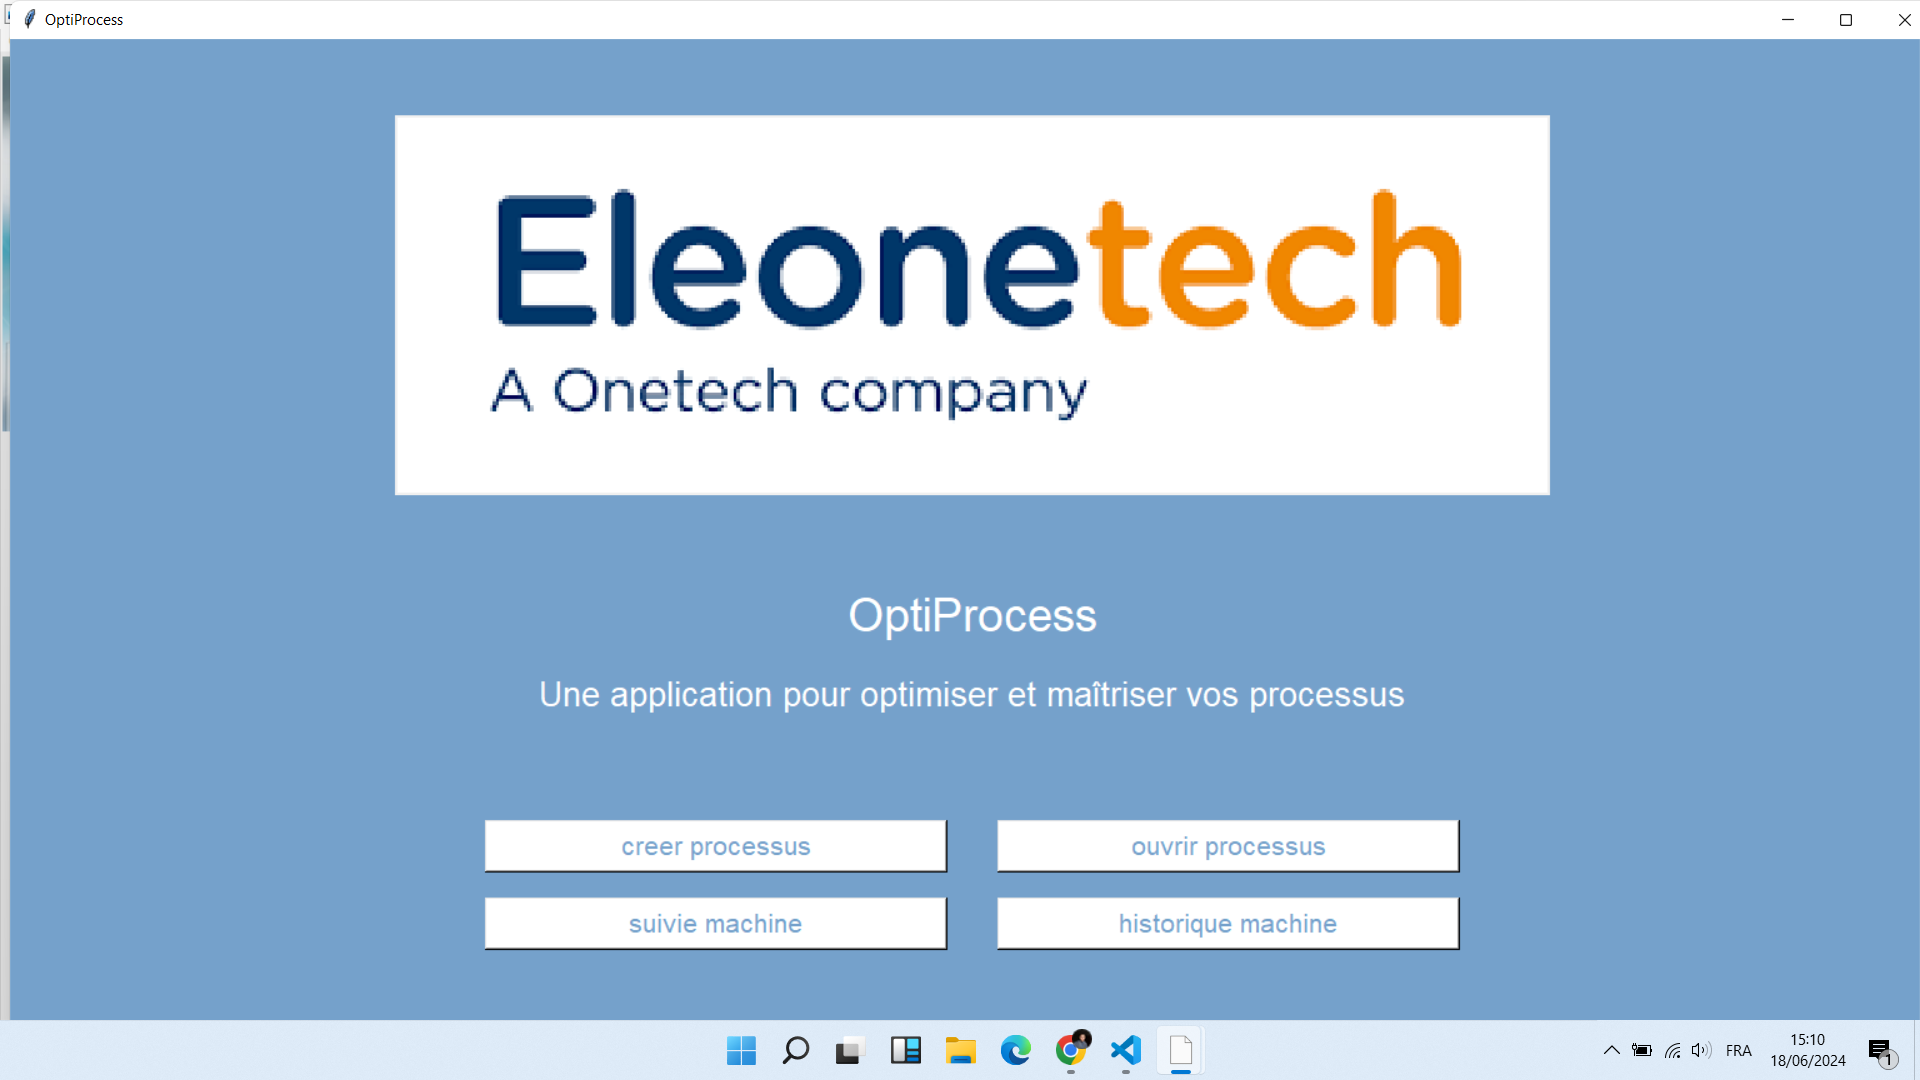 OptiProcess
Eleonetech
A Onetech company
OptiProcess
Une application pour optimiser et maîtriser vos processus
creer processus
ouvrir processus
suivie machine
historique machine
FRA
15:10
18/06/2024
1